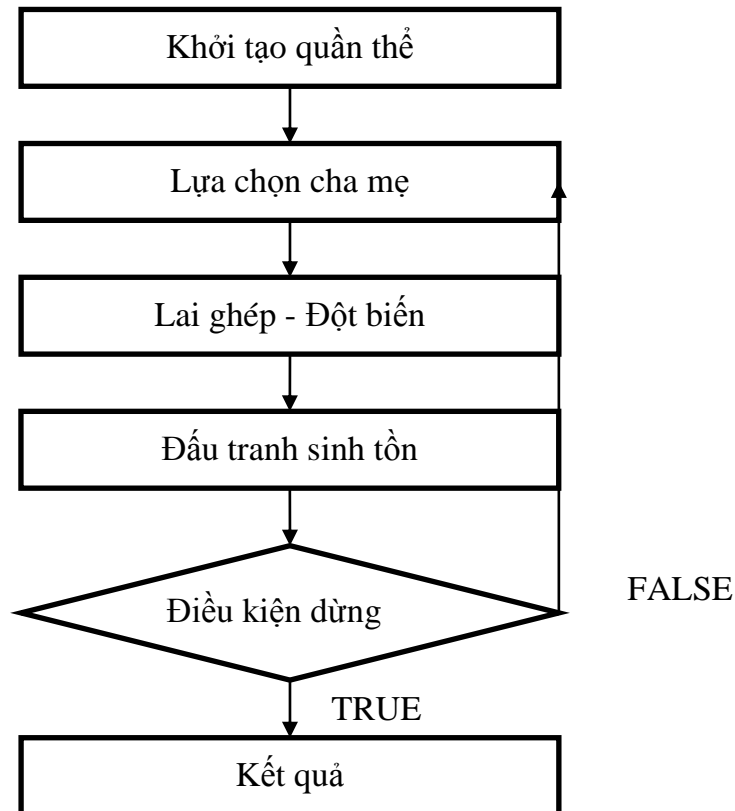 Khởi tạo quần thể
Lựa chọn cha mẹ
Lai ghép - Đột biến
Đấu tranh sinh tồn
Điều kiện dừng
FALSE
TRUE
Kết quả